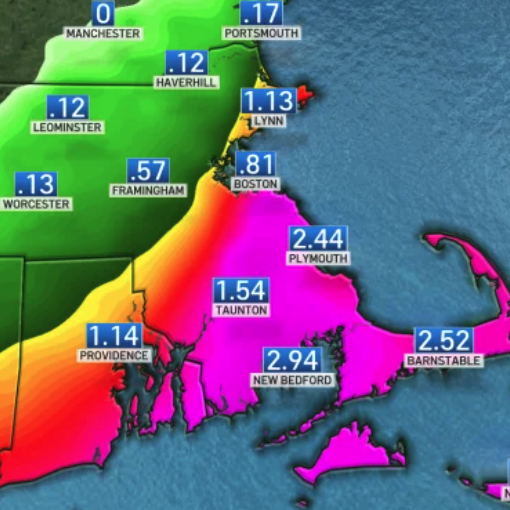 0
MANCHESTER
.17
PORTSMOUTH
.12
HAVERHILL
1.13
LYNN
.12
LEOMINSTER
.81
BOSTON
.57
FRAMINGHAM
.13
WORCESTER
2.44
PLYMOUTH
1.54
TAUNTON
1.14
PROVIDENCE
2.52
BARNSTABLE
2.94
NEW BEDFORD
N